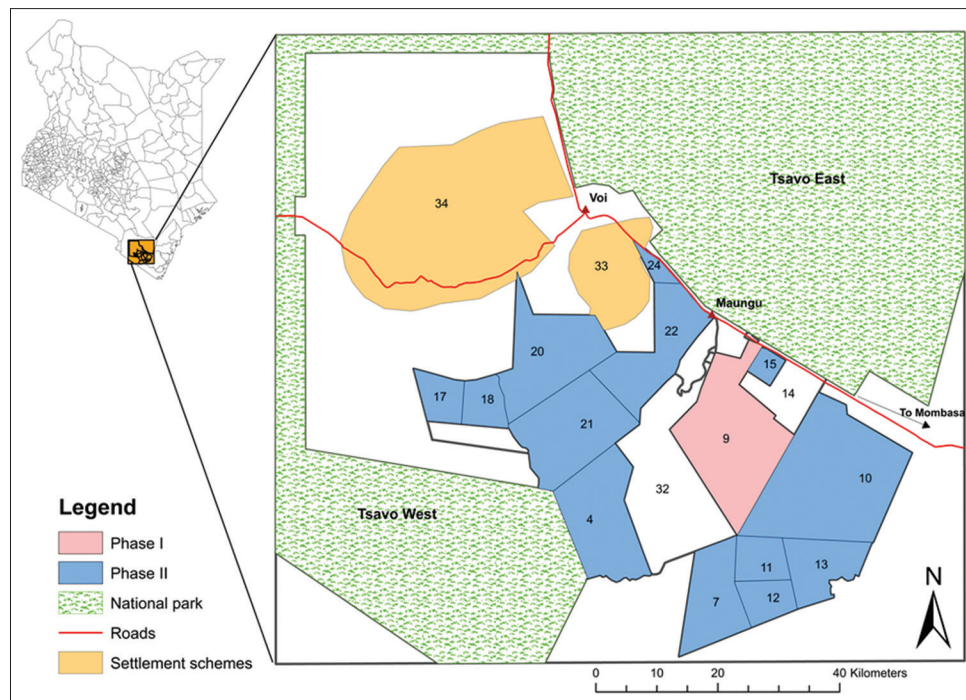 Tsavo East
Voi
34
33
24
Maungu
22
20
15
14
17
18
21
9
To Mombasa
10
32
4
Tsavo West
11
13
7
12
Legend
Phase I
Phase II
National park
Roads
Settlement schemes
N
0 10 20 40 Kilometers